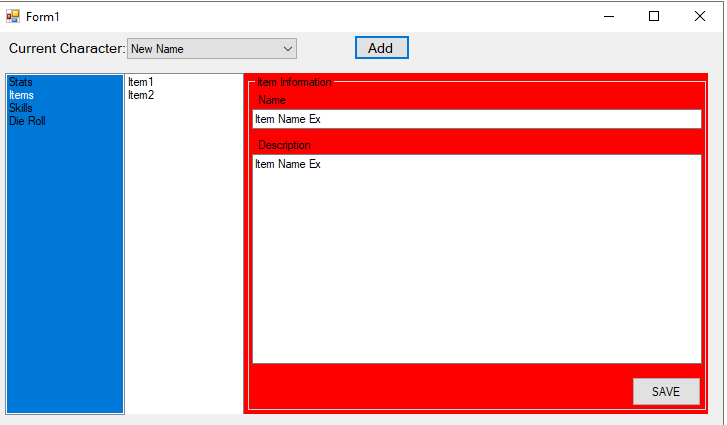 Form1
Current Character: New Name Add
Stats
Items
Skills
Die Roll
Item1
Item2
Item Information
Name
Item Name Ex
Description
Item Name Ex
SAVE